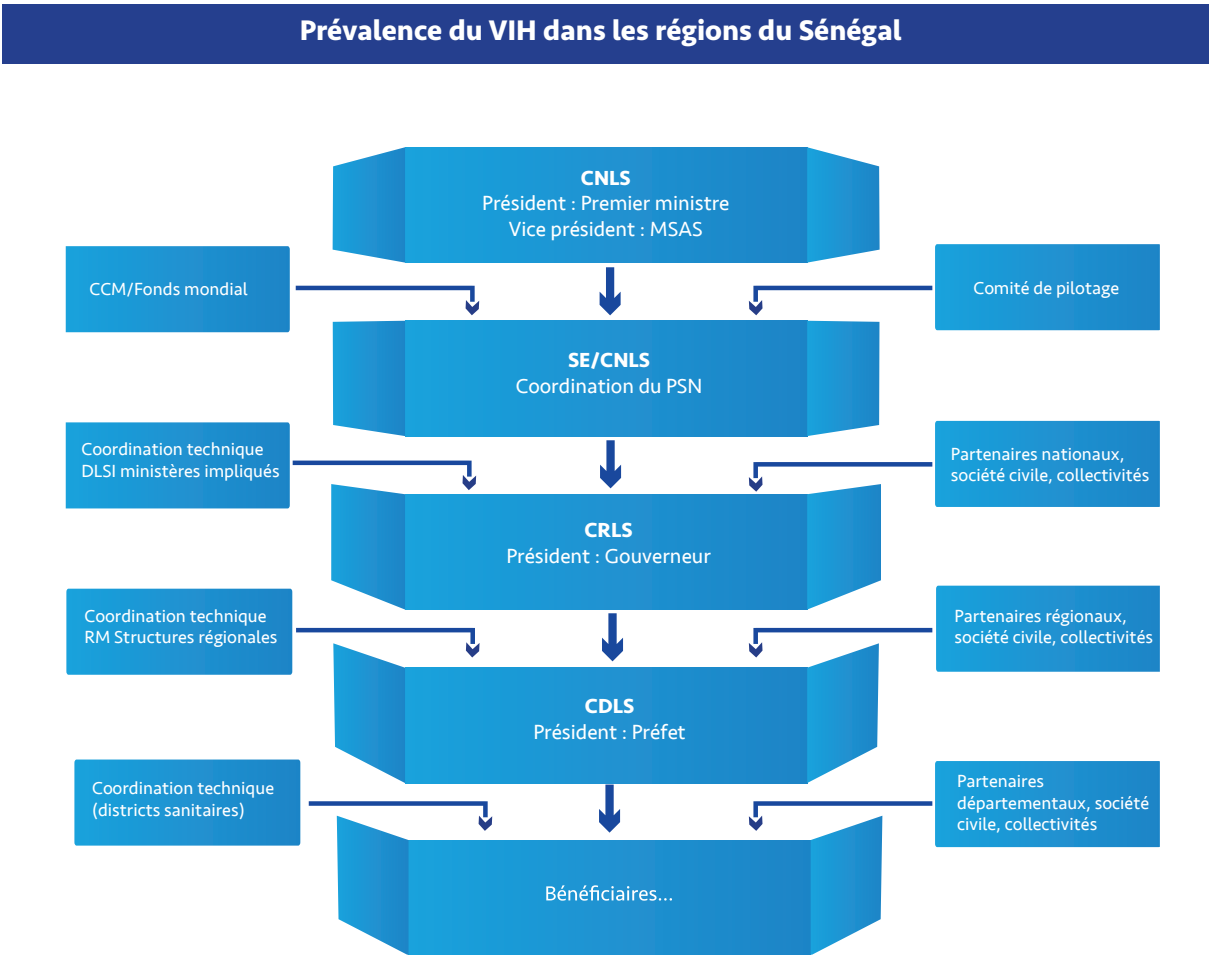 Prévalence du VIH dans les régions du Sénégal
CNLS
Président : Premier ministre
Vice président : MSAS
CCM/Fonds mondial
Comité de pilotage
SE/CNLS
Coordination du PSN
Coordination technique
DLSI ministères impliqués
Partenaires nationaux,
société civile, collectivités
CRLS
Président : Gouverneur
Coordination technique
RM Structures régionales
Partenaires régionaux,
société civile, collectivités
CDLS
Président : Préfet
Coordination technique
(districts sanitaires)
Partenaires
départementaux, société
civile, collectivités
Bénéficiaires...